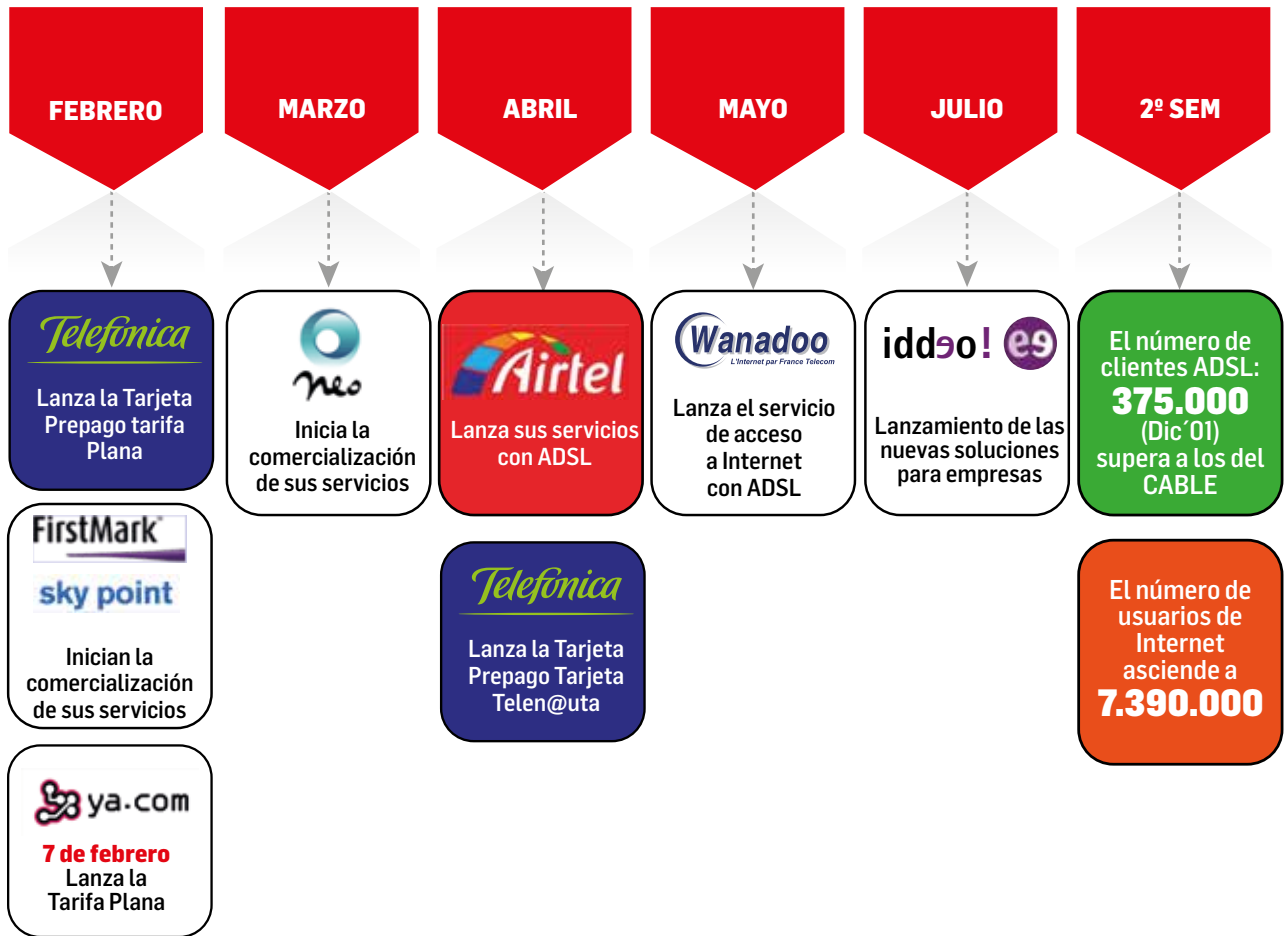 FEBRERO
MARZO
ABRIL
MAYO
JULIO
2º SEM
Telefónica
Lanza la Tarjeta
Prepago tarifa
Plana
FirstMark
sky point
Inician la
comercialización
de sus servicios
ya.com
7 de febrero
Lanza la
Tarifa Plana
neo
Inicia la
comercialización
de sus servicios
Airtel
Lanza sus servicios
con ADSL
Telefónica
Lanza la Tarjeta
Prepago Tarjeta
Telen@uta
Wanadoo
L'Internet par France Telecom
Lanza el servicio
de acceso
a Internet
con ADSL
iddeo!
Lanzamiento de las
nuevas soluciones
para empresas
El número de
clientes ADSL:
375.000
(Dic´01)
supera a los del
CABLE
El número de
usuarios de
Internet
asciende a
7.390.000